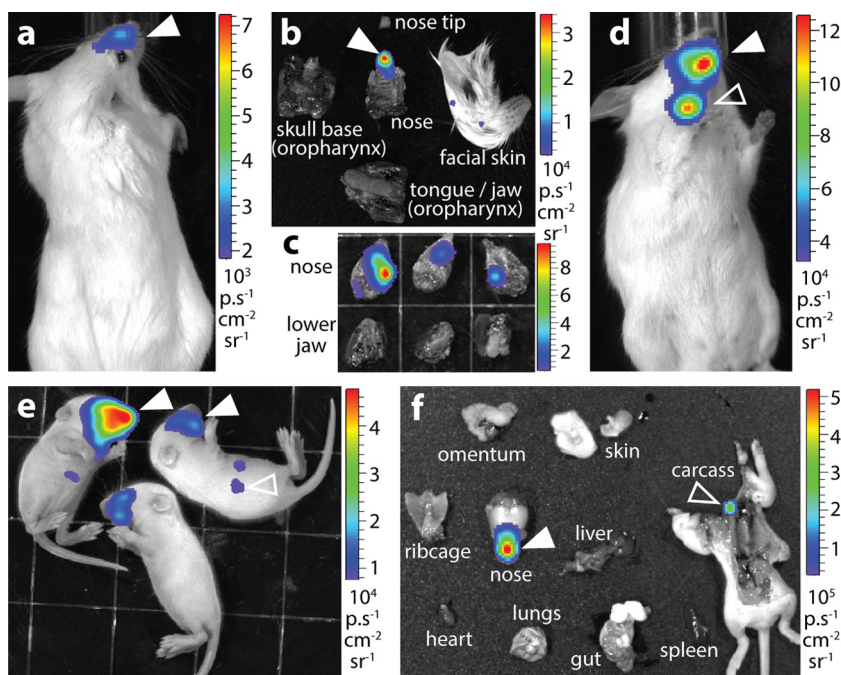 a
7
6
5
4
3
2
10³
p.s⁻¹
cm⁻²
sr⁻¹
b
nose tip
skull base
(oropharynx)
nose
facial skin
tongue / jaw
(oropharynx)
3
2
1
10⁴
p.s⁻¹
cm⁻²
sr⁻¹
c
nose
lower
jaw
8
6
4
2
d
12
10
8
6
4
10⁴
p.s⁻¹
cm⁻²
sr⁻¹
e
4
3
2
1
10⁴
p.s⁻¹
cm⁻²
sr⁻¹
f
omentum
skin
carcass
ribcage
nose
liver
heart
lungs
gut
spleen
5
4
3
2
1
10⁵
p.s⁻¹
cm⁻²
sr⁻¹